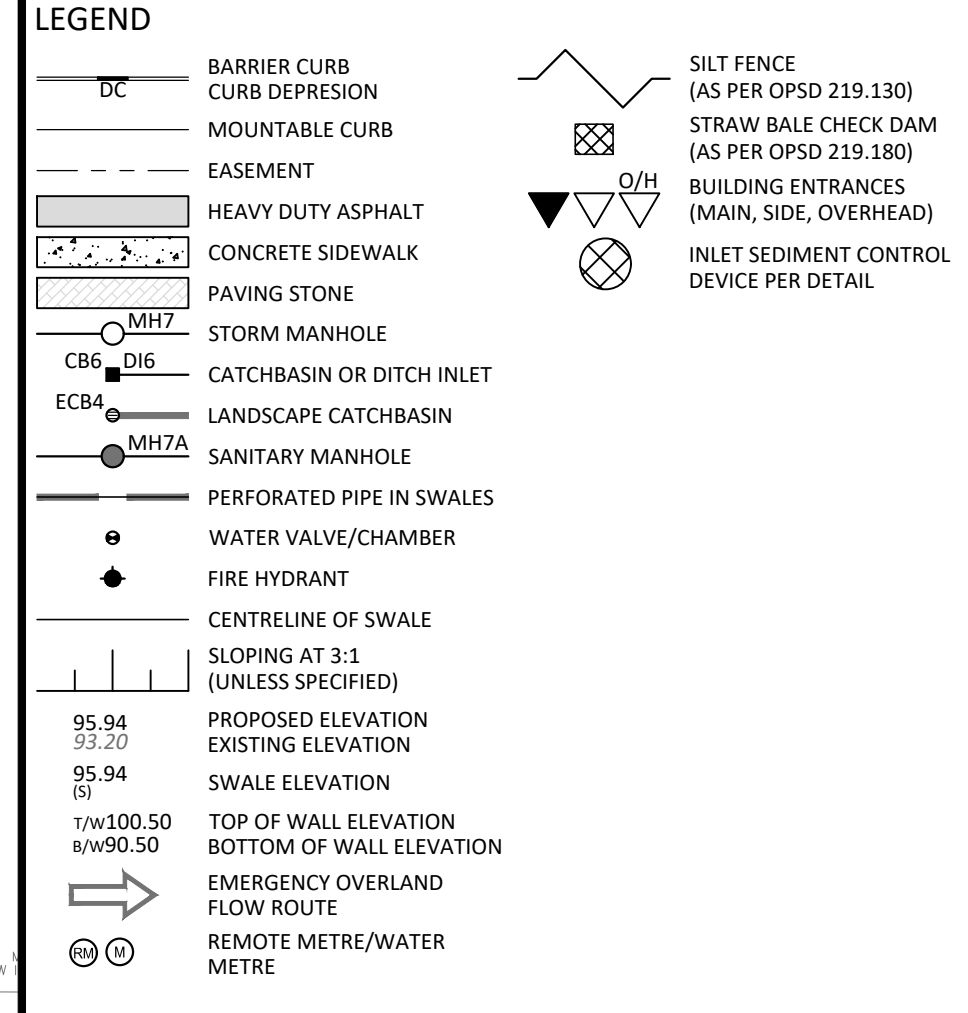 LEGEND
DC
BARRIER CURB
CURB DEPRESION
MOUNTABLE CURB
EASEMENT
HEAVY DUTY ASPHALT
CONCRETE SIDEWALK
PAVING STONE
MH7
STORM MANHOLE
CB6 DI6
CATCHBASIN OR DITCH INLET
ECB4
LANDSCAPE CATCHBASIN
MH7A
SANITARY MANHOLE
PERFORATED PIPE IN SWALES
WATER VALVE/CHAMBER
FIRE HYDRANT
CENTRELINE OF SWALE
SLOPING AT 3:1
(UNLESS SPECIFIED)
95.94 PROPOSED ELEVATION
93.20 EXISTING ELEVATION
95.94
(S)
SWALE ELEVATION
T/W100.50 TOP OF WALL ELEVATION
B/W90.50 BOTTOM OF WALL ELEVATION
EMERGENCY OVERLAND
FLOW ROUTE
RM M
REMOTE METRE/WATER
METRE
SILT FENCE
(AS PER OPSD 219.130)
STRAW BALE CHECK DAM
(AS PER OPSD 219.180)
O/H
BUILDING ENTRANCES
(MAIN, SIDE, OVERHEAD)
INLET SEDIMENT CONTROL
DEVICE PER DETAIL